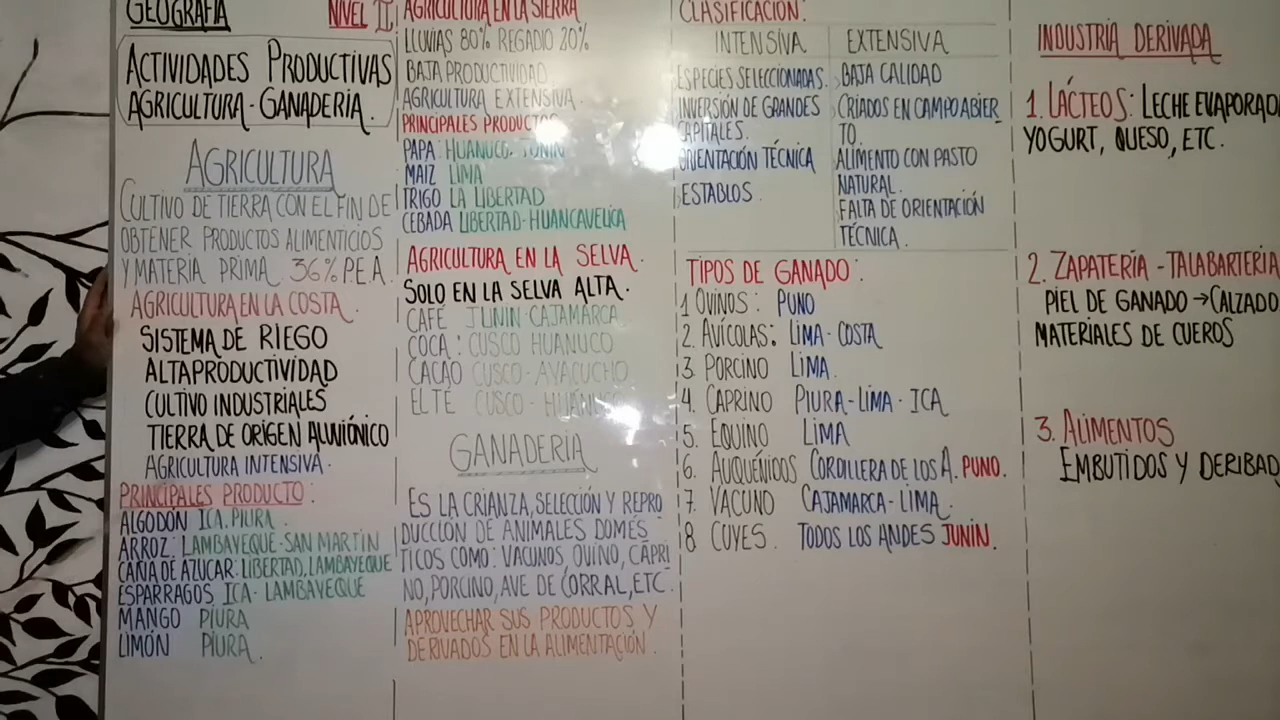 GEOGRAFIA NIVEL II
ACTIVIDADES PRODUCTIVAS
AGRICULTURA - GANADERIA.
AGRICULTURA
CULTIVO DE TIERRA CON EL FIN DE
OBTENER PRODUCTOS ALIMENTICIOS
Y MATERIA PRIMA. 36% P.E.A.
AGRICULTURA EN LA COSTA.
SISTEMA DE RIEGO
ALTA PRODUCTIVIDAD
CULTIVO INDUSTRIALES
TIERRA DE ORIGEN ALUVIÓNICO
AGRICULTURA INTENSIVA.
PRINCIPALES PRODUCTO:
ALGODÓN ICA. PIURA.
ARROZ: LAMBAYEQUE-SAN MARTIN
CAÑA DE AZUCAR: LIBERTAD, LAMBAYEQUE
ESPARRAGOS ICA- LAMBAYEQUE
MANGO PIURA
LIMÓN PIURA.
AGRICULTURA EN LA SIERRA
LLUVIAS 80% REGADIO 20%
BAJA PRODUCTIVIDAD
AGRICULTURA EXTENSIVA.
PRINCIPALES PRODUCTOS
PAPA: HUANUCO. JUNIN
MAIZ LIMA
TRIGO LA LIBERTAD
CEBADA LIBERTAD-HUANCAVELICA
AGRICULTURA EN LA SELVA.
SOLO EN LA SELVA ALTA.
CAFÉ JUNIN-CAJAMARCA
COCA: CUSCO HUANUCO
CACAO CUSCO-AYACUCHO
EL TÉ CUSCO-HUANUCO
GANADERIA
ES LA CRIANZA, SELECCIÓN Y REPRO
DUCCIÓN DE ANIMALES DOMÉS
TICOS COMO: VACUNOS, OVINO, CAPRI
NO, PORCINO, AVE DE CORRAL, ETC.
APROVECHAR SUS PRODUCTOS Y
DERIVADOS EN LA ALIMENTACIÓN.
CLASIFICACIÓN:
INTENSIVA
ESPECIES SELECCIONADAS.
INVERSIÓN DE GRANDES
CAPITALES.
ORIENTACIÓN TÉCNICA
ESTABLOS.
EXTENSIVA
BAJA CALIDAD
CRIADOS EN CAMPO ABIER
TO.
ALIMENTO CON PASTO
NATURAL.
FALTA DE ORIENTACIÓN
TÉCNICA.
TIPOS DE GANADO:
1 OVINOS: PUNO
2. AVÍCOLAS: LIMA-COSTA
3. PORCINO LIMA.
4. CAPRINO PIURA-LIMA-ICA
5. EQUINO LIMA
6. AUQUÉNIDOS CORDILLERA DE LOS A. PUNO.
7. VACUNO CAJAMARCA-LIMA.
8 CUYES. TODOS LOS ANDES JUNIN.
INDUSTRIA DERIVADA
1. LÁCTEOS: LECHE EVAPORAD
YOGURT, QUESO, ETC.
2. ZAPATERÍA - TALABARTERIA
PIEL DE GANADO → CALZADO
MATERIALES DE CUEROS
3. ALIMENTOS
EMBUTIDOS Y DERIBAD